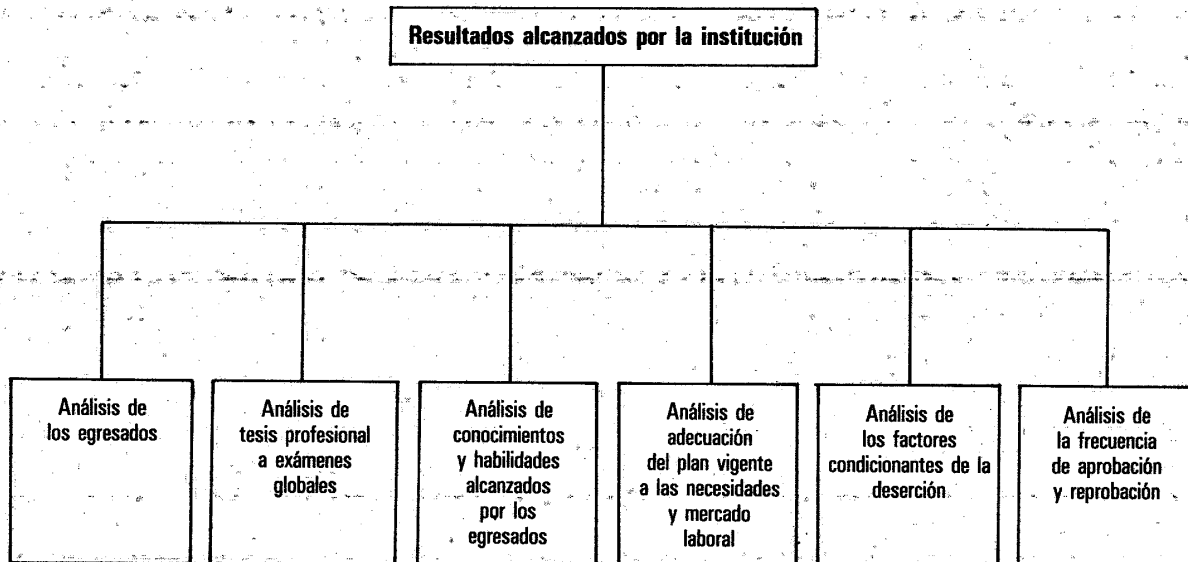 Resultados alcanzados por la institución
Análisis de
los egresados
Análisis de
tesis profesional
a exámenes
globales
Análisis de
conocimientos
y habilidades
alcanzados
por los
egresados
Análisis de
adecuación
del plan vigente
a las necesidades
y mercado
laboral
Análisis de
los factores
condicionantes de la
deserción
Análisis de
la frecuencia
de aprobación
y reprobación